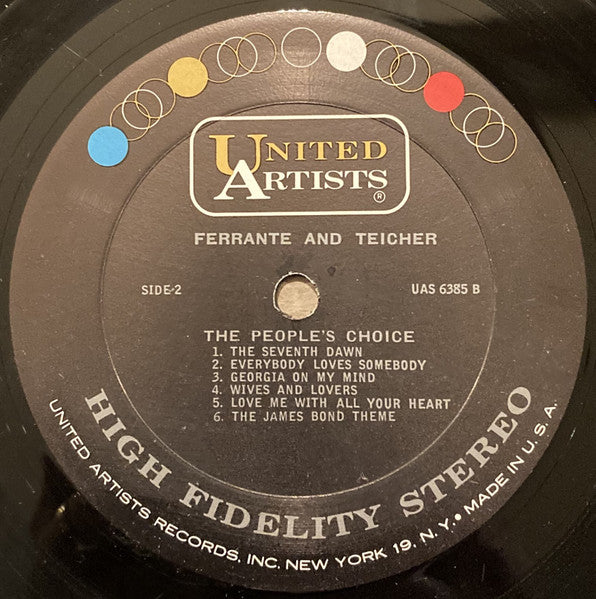 UNITED
ARTISTS ®
FERRANTE AND TEICHER
SIDE-2
UAS 6385 B
THE PEOPLE'S CHOICE
1. THE SEVENTH DAWN
2. EVERYBODY LOVES SOMEBODY
3. GEORGIA ON MY MIND
4. WIVES AND LOVERS
5. LOVE ME WITH ALL YOUR HEART
6. THE JAMES BOND THEME
HIGH FIDELITY STEREO
UNITED ARTISTS RECORDS, INC. NEW YORK 19, N. Y. • MADE IN U. S. A.